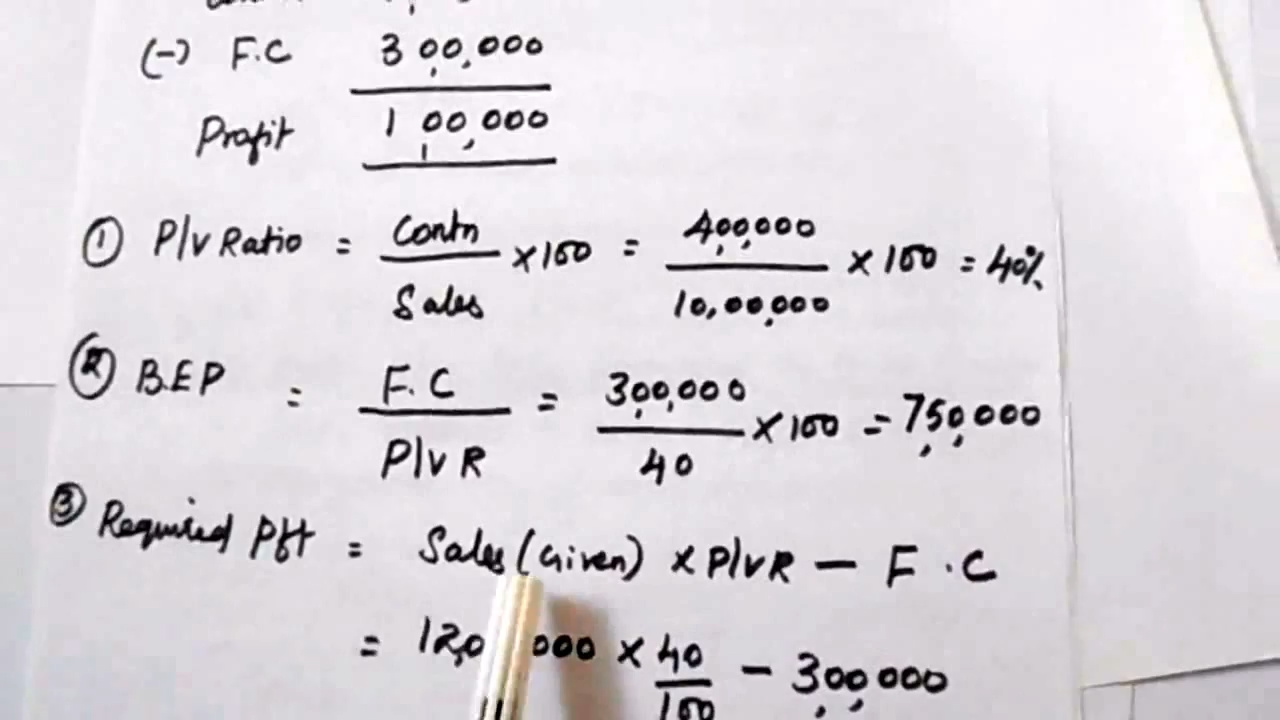 (-) F.C 3,00,000
Profit 1,00,000
① P/V Ratio = Contn / Sales × 100 = 4,00,000 / 10,00,000 × 100 = 40%
② B.E.P = F.C / P/V R = 3,00,000 / 40 × 100 = 7,50,000
③ Required Pft = Sales (Given) × P/V R — F.C
= 12,0 000 × 40 / 100 — 3,00,000